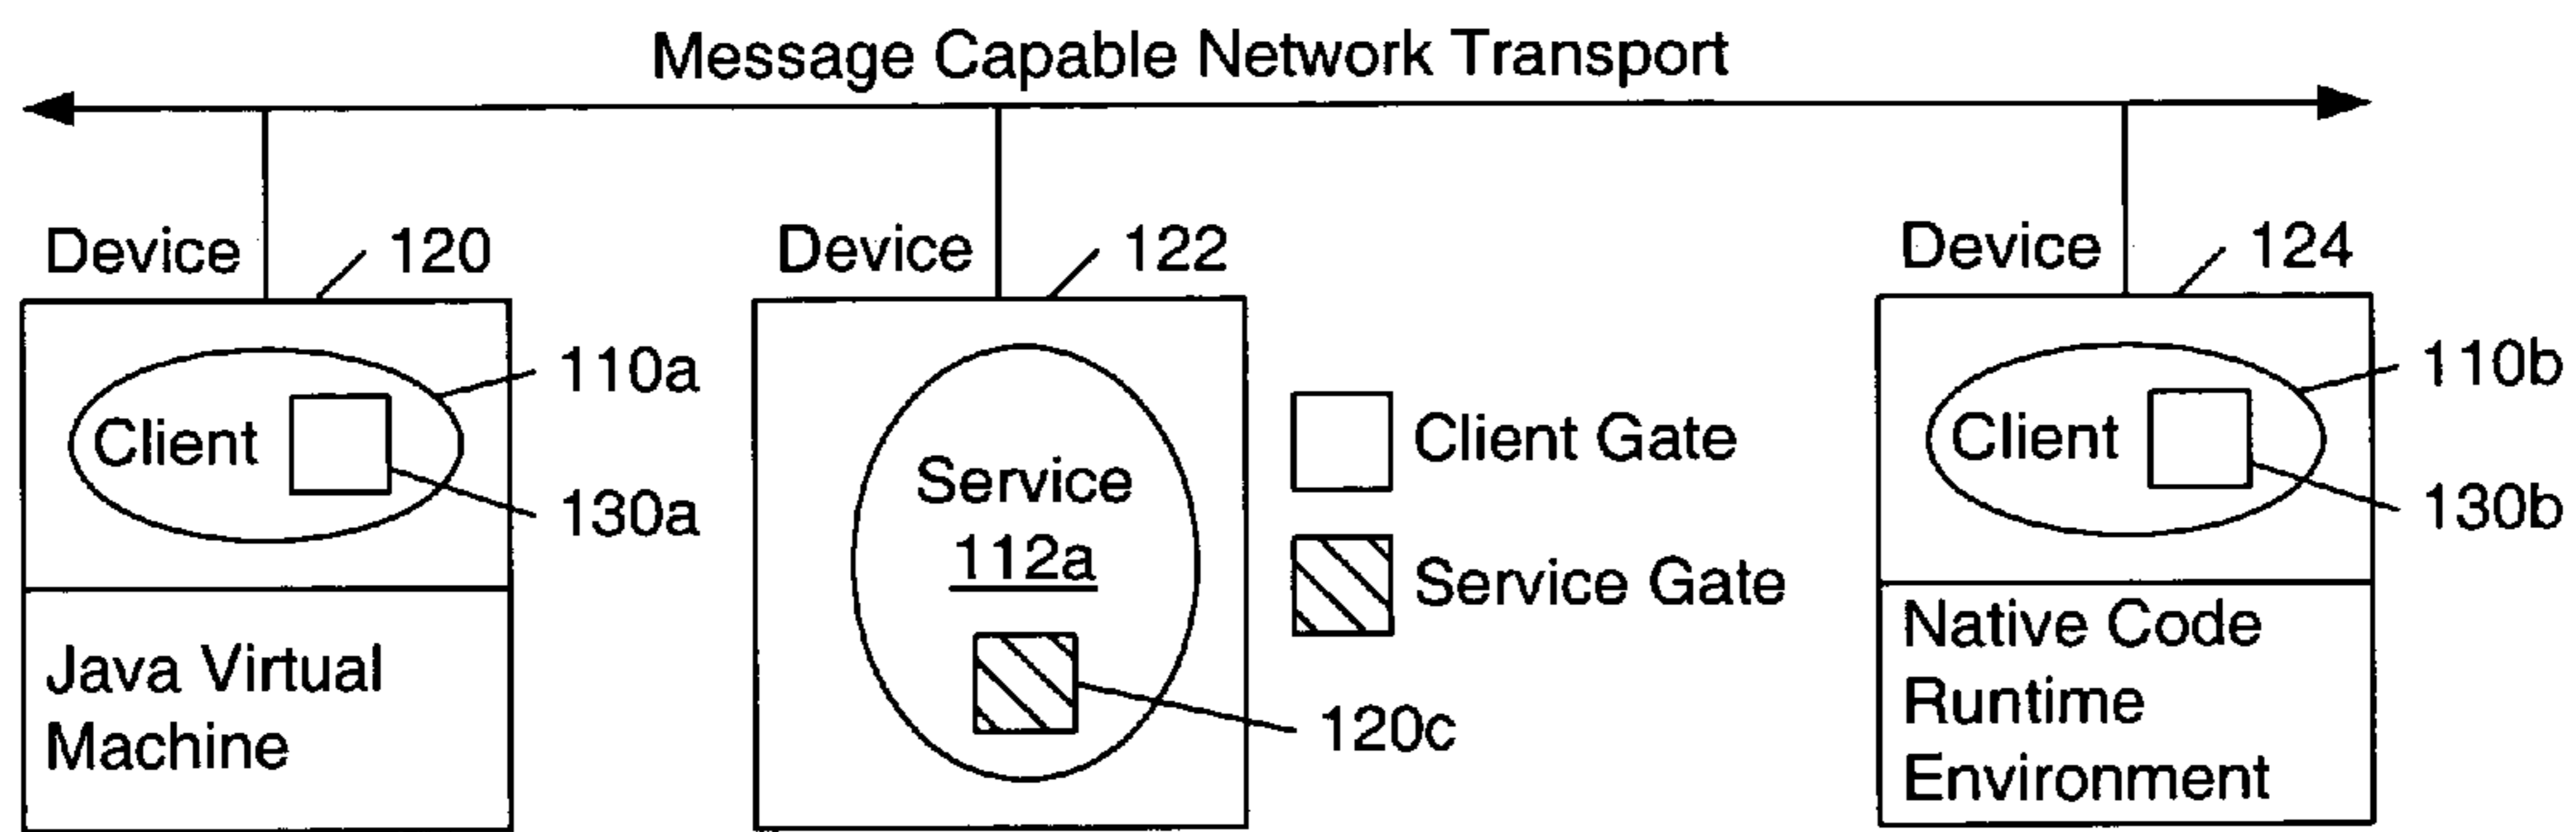 Message Capable Network Transport
Device
120
Device
122
Device
124
110a
Client
130a
Java Virtual
Machine
Service
112a
120c
Client Gate
Service Gate
110b
Client
130b
Native Code
Runtime
Environment